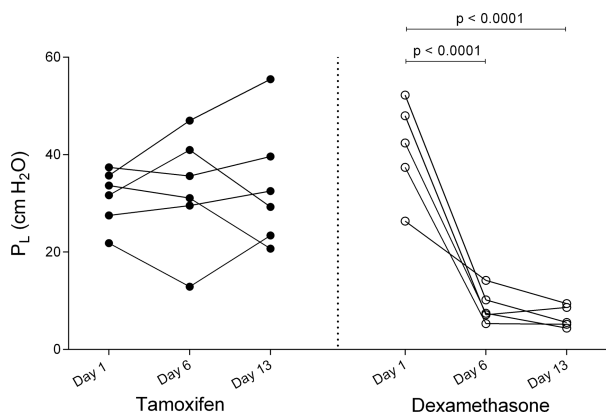 p < 0.0001
p < 0.0001
60
40
20
0
P_L (cm H₂O)
Day 1
Day 6
Day 13
Day 1
Day 6
Day 13
Tamoxifen
Dexamethasone